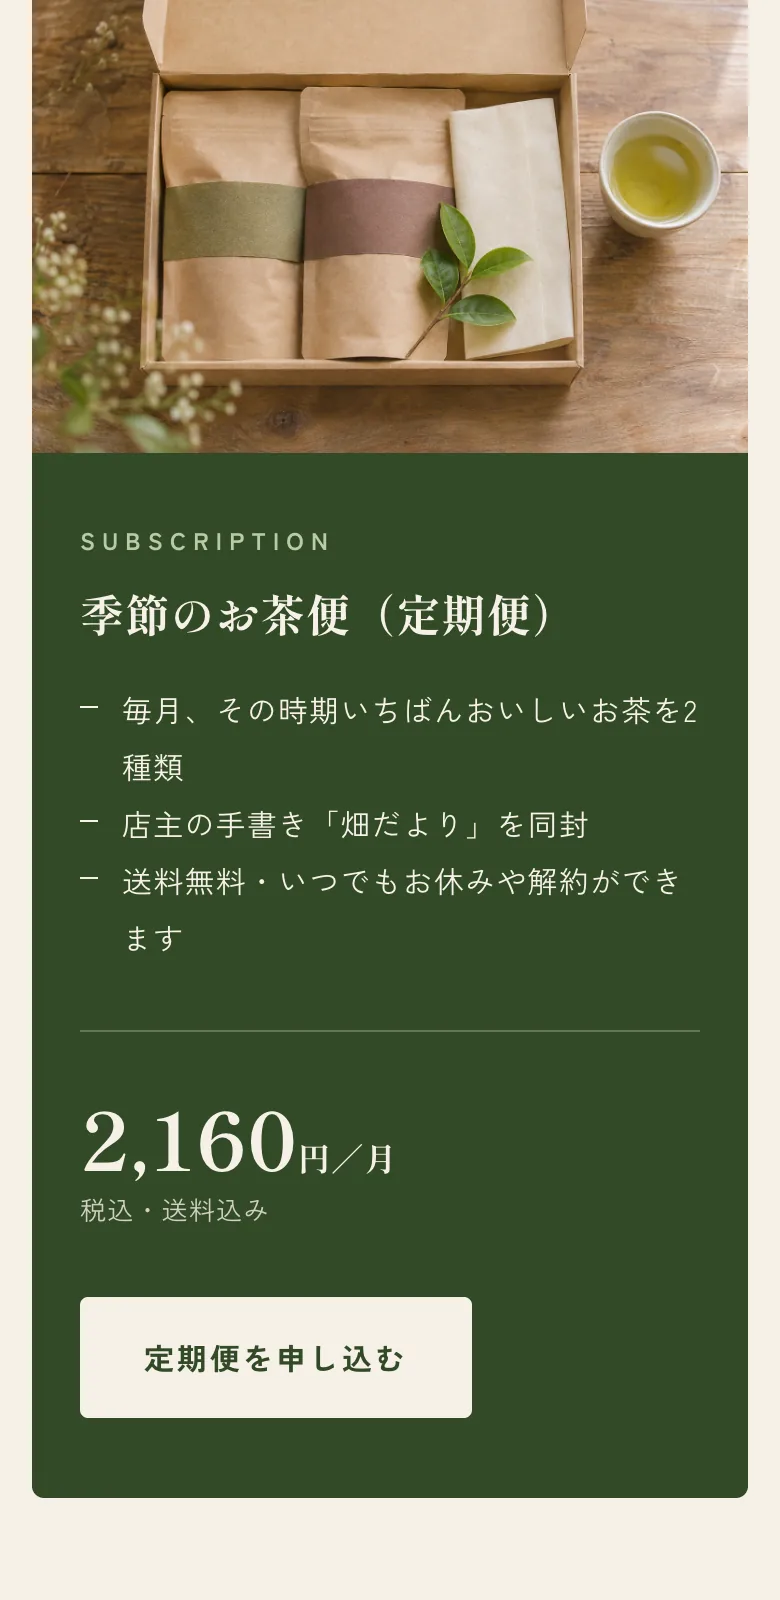 SUBSCRIPTION
季節のお茶便（定期便）
– 毎月、その時期いちばんおいしいお茶を2
種類
– 店主の手書き「畑だより」を同封
– 送料無料・いつでもお休みや解約ができ
ます
2,160円／月
税込・送料込み
定期便を申し込む